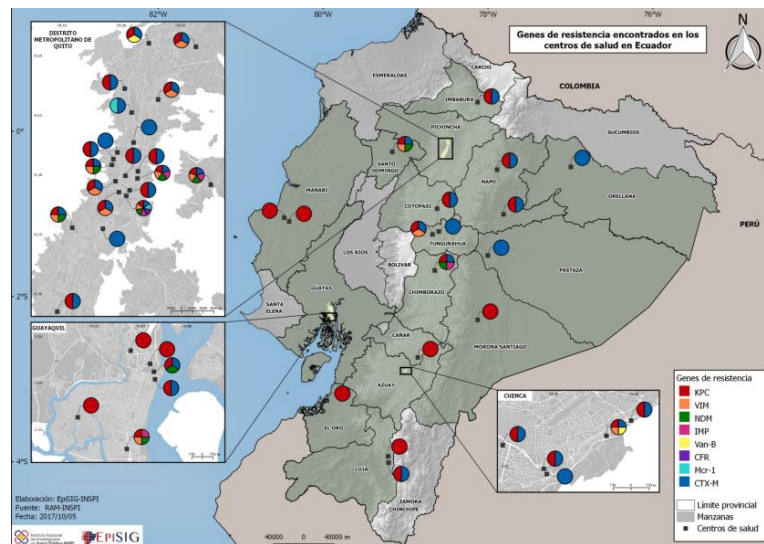 Genes de resistencia encontrados en los
centros de salud en Ecuador
N
DISTRITO
METROPOLITANO DE
QUITO
82°W
80°W
78°W
76°W
0°
2°S
4°S
COLOMBIA
PERÚ
ESMERALDAS
CARCHI
IMBABURA
SUCUMBIOS
PICHINCHA
SANTO
DOMINGO
NAPO
ORELLANA
MANABI
COTOPAXI
TUNGURAHUA
LOS RIOS
BOLIVAR
PASTAZA
CHIMBORAZO
GUAYAS
SANTA
ELENA
CAÑAR
MORONA SANTIAGO
AZUAY
EL ORO
LOJA
ZAMORA
CHINCHIPE
GUAYAQUIL
CUENCA
Genes de resistencia
KPC
VIM
NDM
IMP
Van-B
CFR
Mcr-1
CTX-M
Límite provincial
Manzanas
Centros de salud
Elaboración: EpiSIG-INSPI
Fuente: RAM-INSPI
Fecha: 2017/10/05
Instituto Nacional
de Investigación
EPISIG
40000 0 40000 m